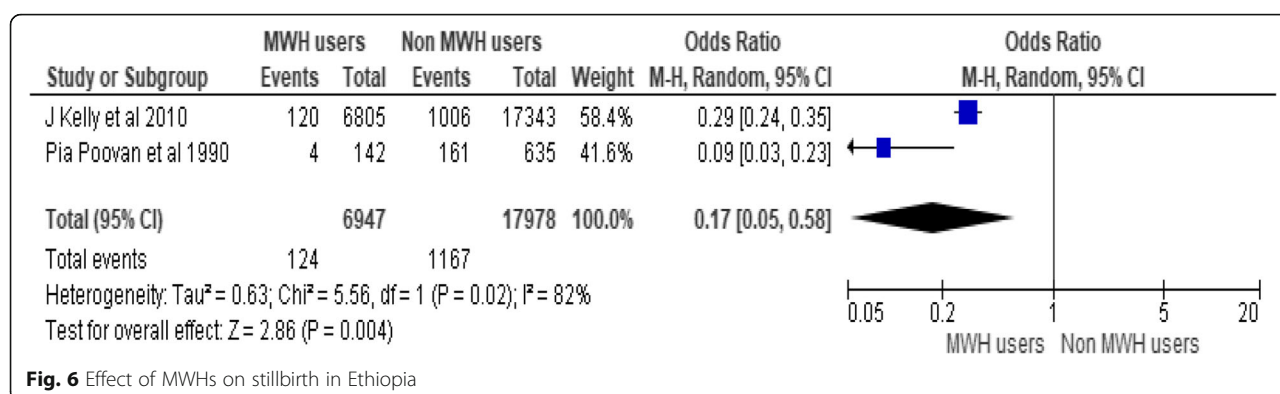 MWH users Non MWH users Odds Ratio Odds Ratio
Study or Subgroup Events Total Events Total Weight M-H, Random, 95% CI M-H, Random, 95% CI
J Kelly et al 2010 120 6805 1006 17343 58.4% 0.29 [0.24, 0.35]
Pia Poovan et al 1990 4 142 161 635 41.6% 0.09 [0.03, 0.23]
Total (95% CI) 6947 17978 100.0% 0.17 [0.05, 0.58]
Total events 124 1167
Heterogeneity: Tau² = 0.63; Chi² = 5.56, df = 1 (P = 0.02); I² = 82%
Test for overall effect: Z = 2.86 (P = 0.004)
0.05 0.2 1 5 20
MWH users Non MWH users
Fig. 6 Effect of MWHs on stillbirth in Ethiopia